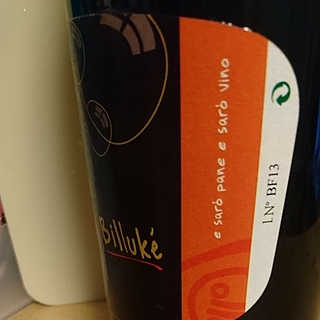 Billuké
e sarò pane e sarò vino
LN° BF13